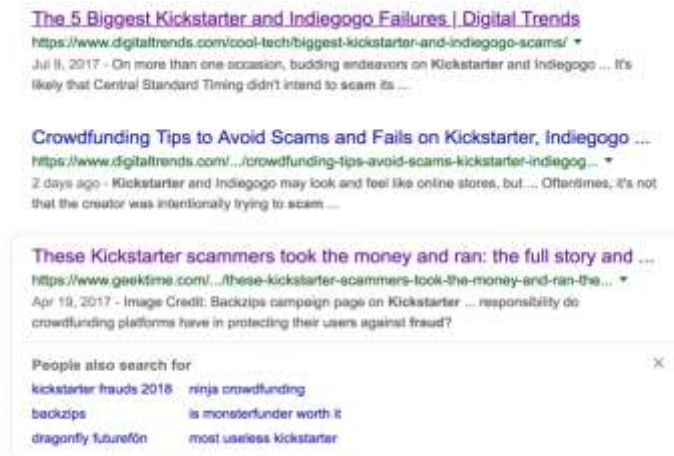 The 5 Biggest Kickstarter and Indiegogo Failures | Digital Trends
https://www.digitaltrends.com/cool-tech/biggest-kickstarter-and-indiegogo-scams/
Jul 9, 2017 - On more than one occasion, budding endeavors on Kickstarter and Indiegogo ... It's
likely that Central Standard Timing didn't intend to scam its ...
Crowdfunding Tips to Avoid Scams and Fails on Kickstarter, Indiegogo ...
https://www.digitaltrends.com/.../crowdfunding-tips-avoid-scams-kickstarter-indiegog...
2 days ago - Kickstarter and Indiegogo may look and feel like online stores, but ... Oftentimes, it's not
that the creator was intentionally trying to scam ...
These Kickstarter scammers took the money and ran: the full story and ...
https://www.geektime.com/.../these-kickstarter-scammers-took-the-money-and-ran-the...
Apr 19, 2017 - Image Credit: Backzips campaign page on Kickstarter ... responsibility do
crowdfunding platforms have in protecting their users against fraud?
People also search for
kickstarter frauds 2018 ninja crowdfunding
backzips is monsterfunder worth it
dragonfly futurefön most useless kickstarter